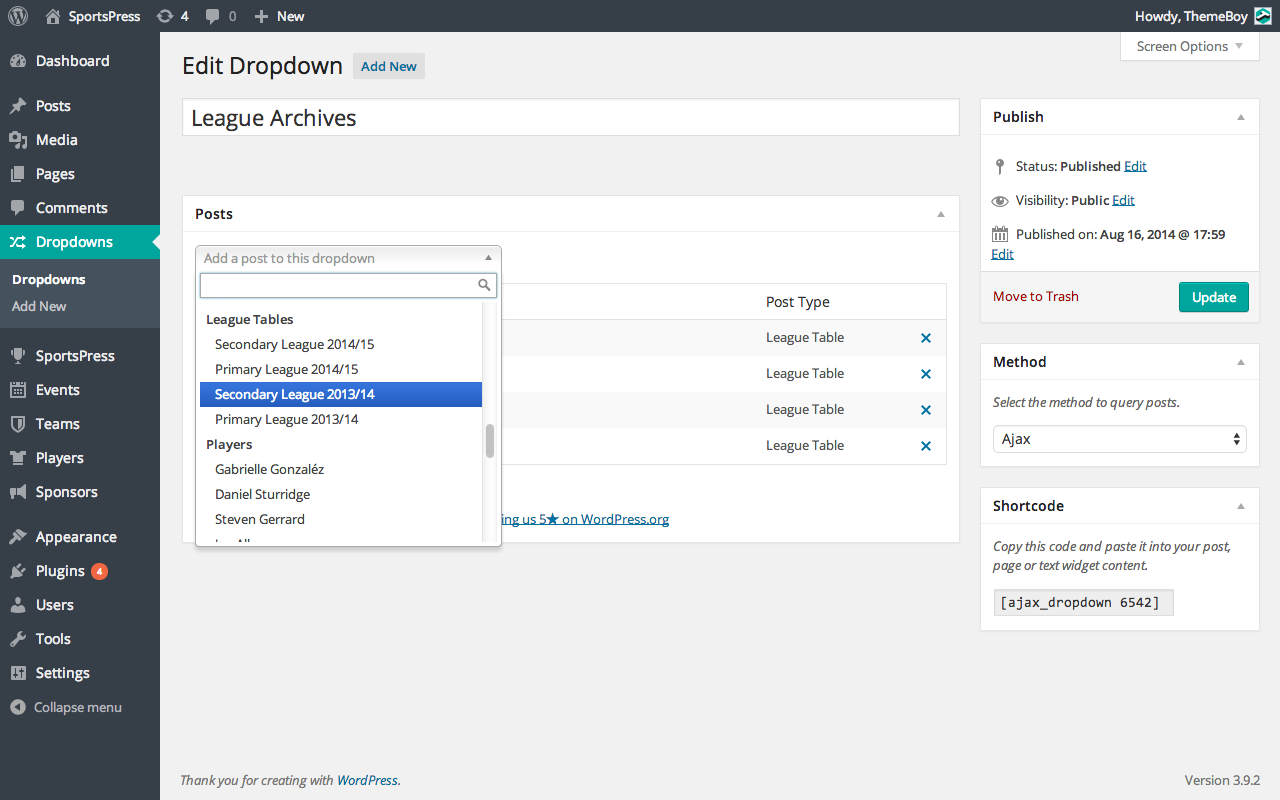 SportsPress 4 0 New
Howdy, ThemeBoy
Dashboard
Posts
Media
Pages
Comments
Dropdowns
Dropdowns
Add New
SportsPress
Events
Teams
Players
Sponsors
Appearance
Plugins 4
Users
Tools
Settings
Collapse menu
Screen Options
Edit Dropdown Add New
League Archives
Posts
Add a post to this dropdown
League Tables
Secondary League 2014/15
Primary League 2014/15
Secondary League 2013/14
Primary League 2013/14
Players
Gabrielle Gonzaléz
Daniel Sturridge
Steven Gerrard
Post Type
League Table ✕
League Table ✕
League Table ✕
League Table ✕
us 5★ on WordPress.org
Publish
Status: Published Edit
Visibility: Public Edit
Published on: Aug 16, 2014 @ 17:59
Edit
Move to Trash Update
Method
Select the method to query posts.
Ajax
Shortcode
Copy this code and paste it into your post,
page or text widget content.
[ajax_dropdown 6542]
Thank you for creating with WordPress.
Version 3.9.2